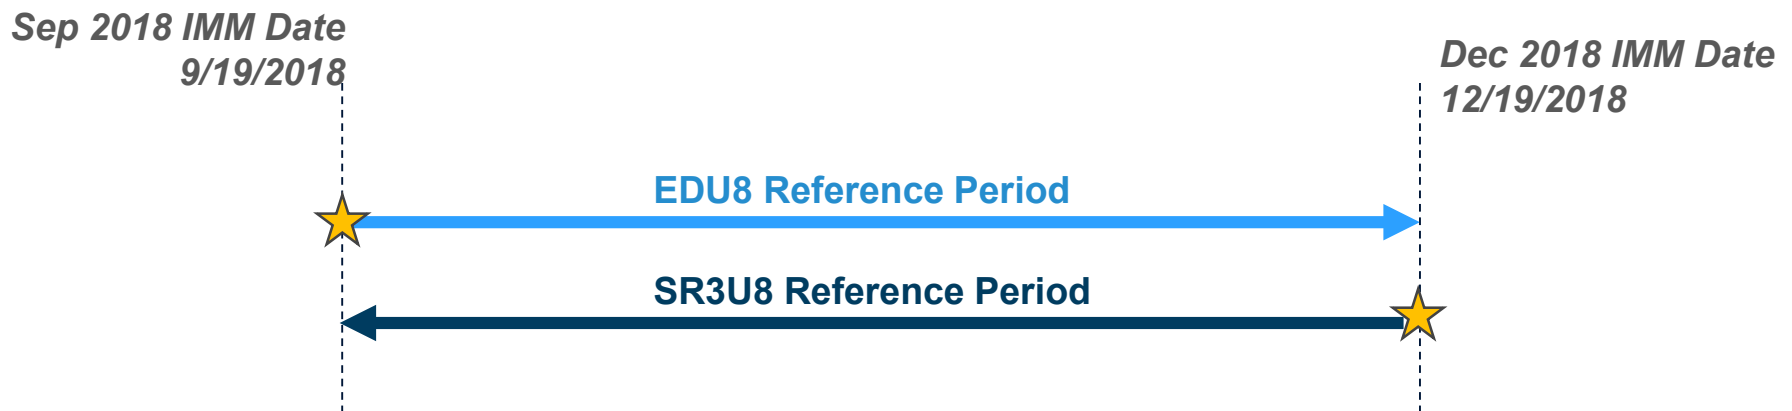 Sep 2018 IMM Date
9/19/2018
Dec 2018 IMM Date
12/19/2018
EDU8 Reference Period
SR3U8 Reference Period